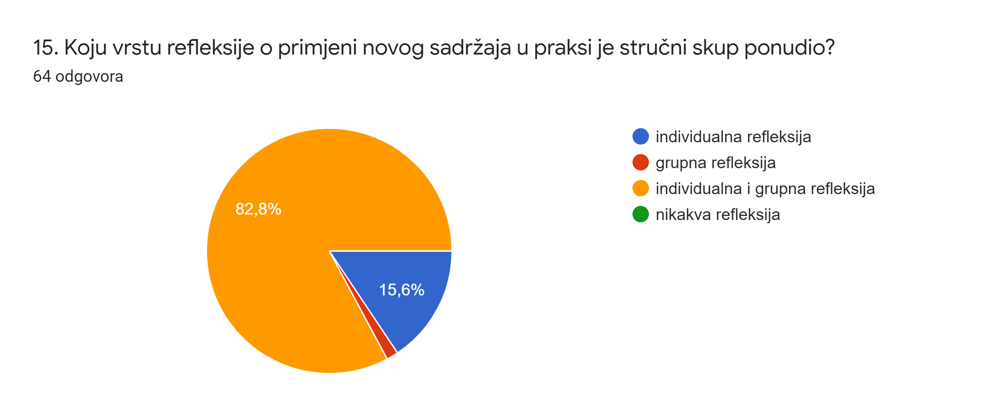 15. Koju vrstu refleksije o primjeni novog sadržaja u praksi je stručni skup ponudio?
64 odgovora
individualna refleksija
grupna refleksija
individualna i grupna refleksija
nikakva refleksija
82,8%
15,6%